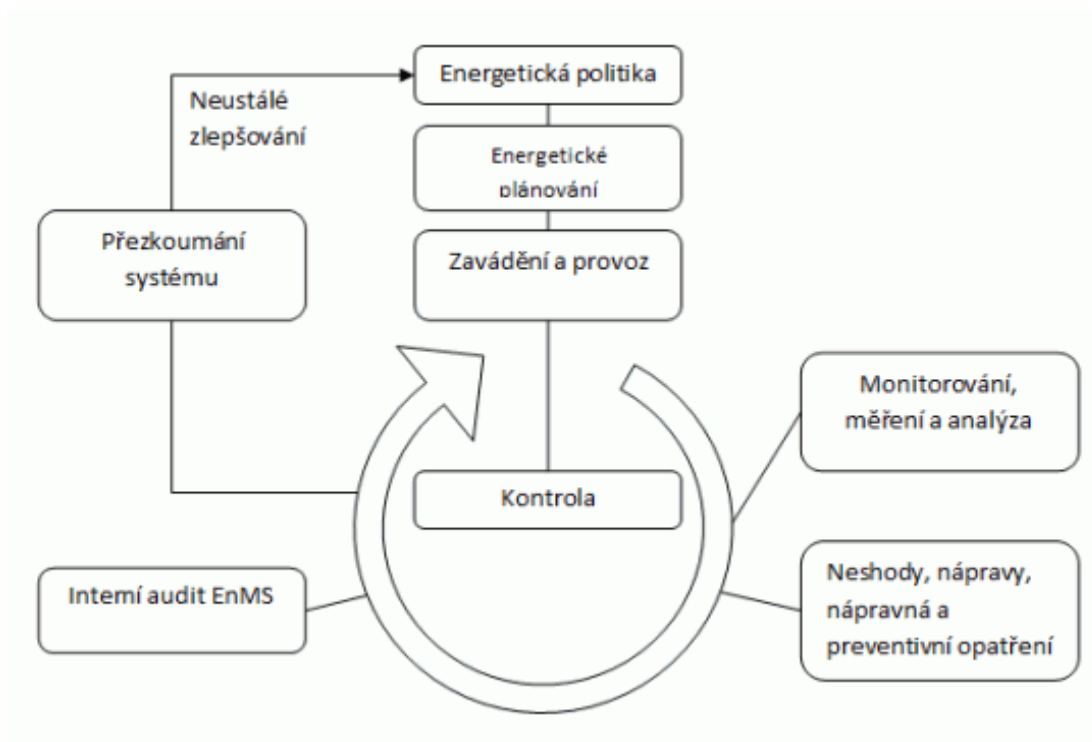 Energetická politika
Neustálé
zlepšování
Energetické
plánování
Přezkoumání
systému
Zavádění a provoz
Monitorování,
měření a analýza
Kontrola
Interní audit EnMS
Neshody, nápravy,
nápravná a
preventivní opatření